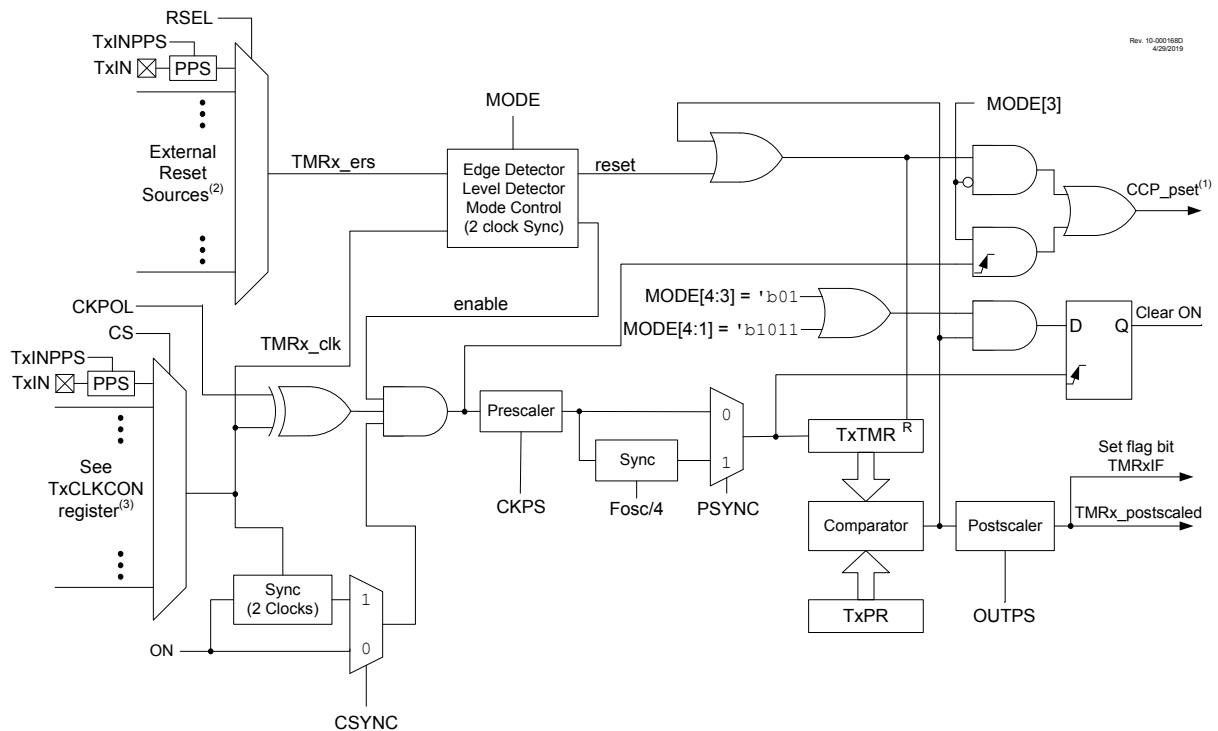 RSEL
TxINPPS
TxIN
PPS
Rev. 10-000168D
4/29/2019
MODE
MODE[3]
External
Reset
Sources(2)
TMRx_ers
Edge Detector
Level Detector
Mode Control
(2 clock Sync)
reset
CCP_pset(1)
enable
MODE[4:3] = 'b01
MODE[4:1] = 'b1011
D
Q
Clear ON
CKPOL
CS
TMRx_clk
TxINPPS
TxIN
PPS
Prescaler
0
1
Sync
TxTMR
R
See
TxCLKCON
register(3)
CKPS
Fosc/4
PSYNC
Set flag bit
TMRxIF
Comparator
Postscaler
TMRx_postscaled
Sync
(2 Clocks)
1
0
ON
TxPR
OUTPS
CSYNC